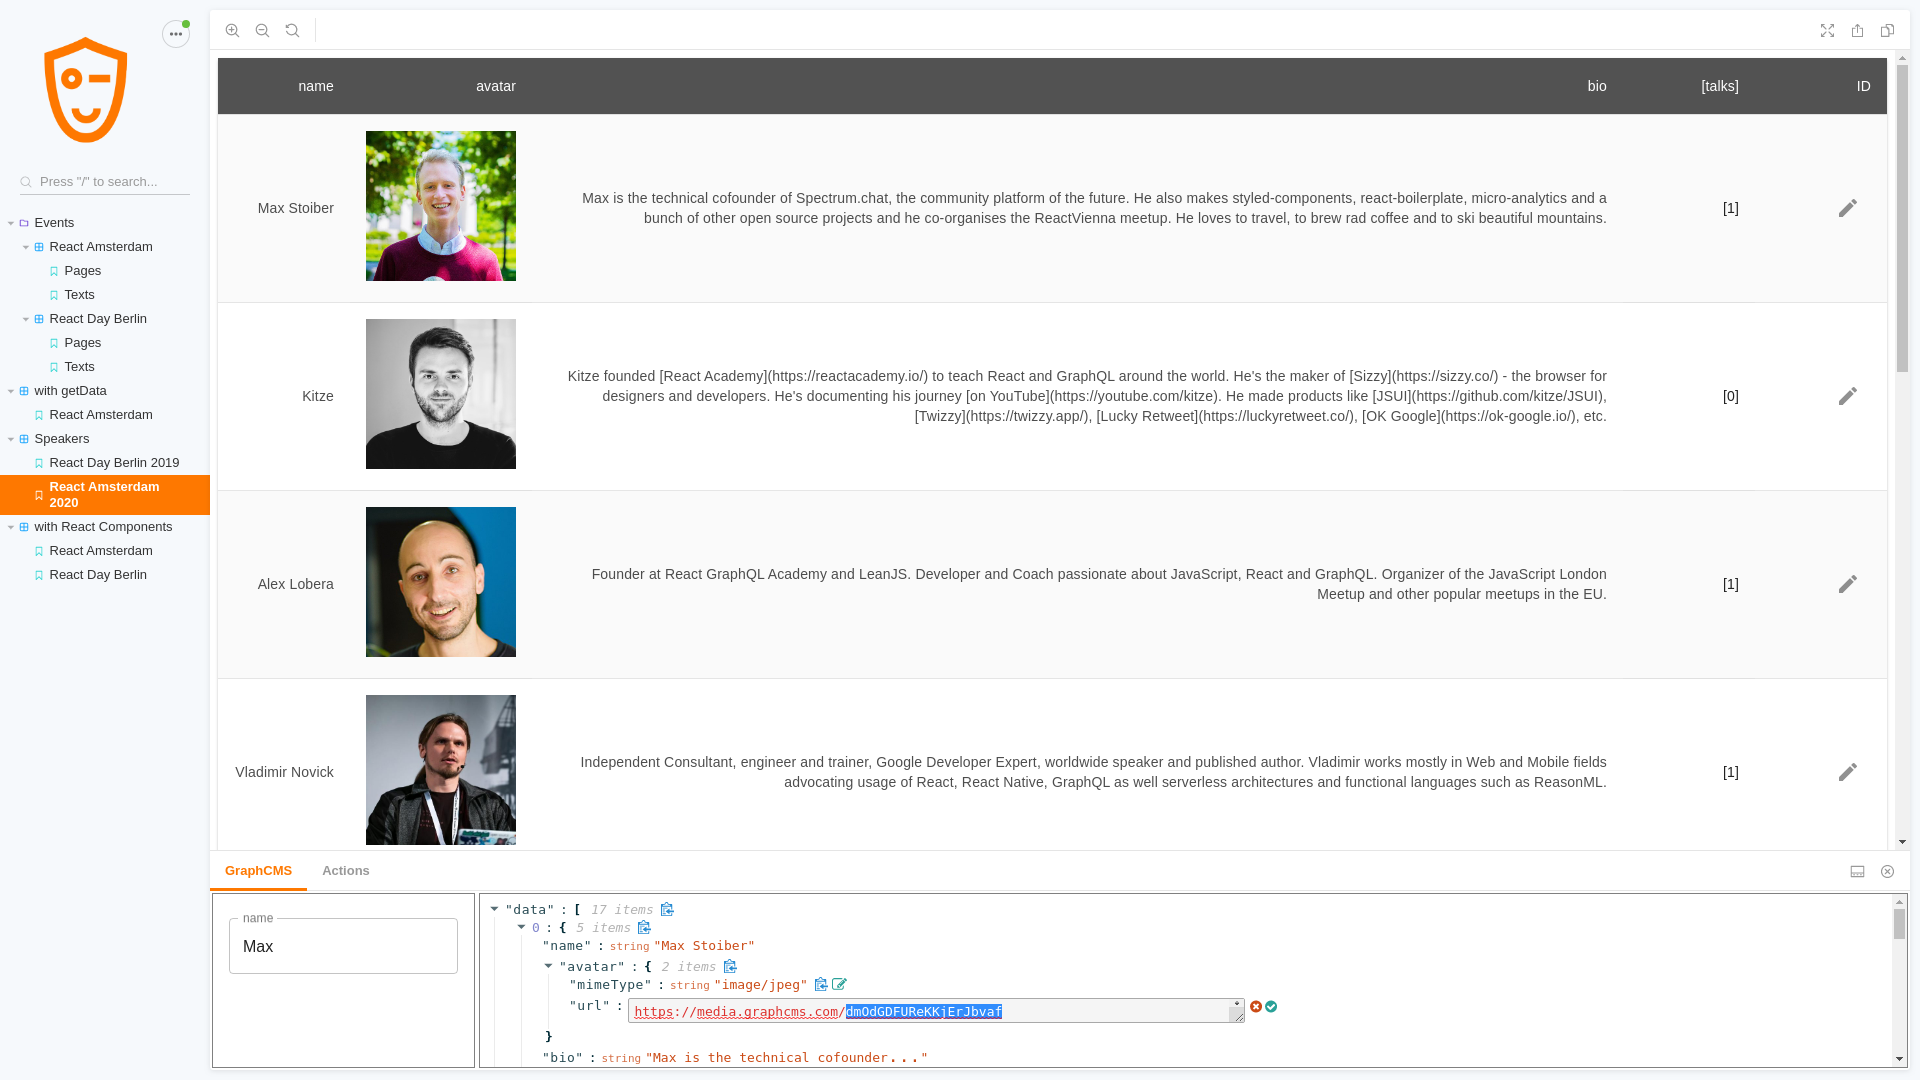 Press "/" to search...
Events
React Amsterdam
Pages
Texts
React Day Berlin
Pages
Texts
with getData
React Amsterdam
Speakers
React Day Berlin 2019
React Amsterdam
2020
with React Components
React Amsterdam
React Day Berlin
name avatar bio [talks] ID
Max Stoiber
Max is the technical cofounder of Spectrum.chat, the community platform of the future. He also makes styled-components, react-boilerplate, micro-analytics and a
bunch of other open source projects and he co-organises the ReactVienna meetup. He loves to travel, to brew rad coffee and to ski beautiful mountains.
[1]
Kitze
Kitze founded [React Academy](https://reactacademy.io/) to teach React and GraphQL around the world. He's the maker of [Sizzy](https://sizzy.co/) - the browser for
designers and developers. He's documenting his journey [on YouTube](https://youtube.com/kitze). He made products like [JSUI](https://github.com/kitze/JSUI),
[Twizzy](https://twizzy.app/), [Lucky Retweet](https://luckyretweet.co/), [OK Google](https://ok-google.io/), etc.
[0]
Alex Lobera
Founder at React GraphQL Academy and LeanJS. Developer and Coach passionate about JavaScript, React and GraphQL. Organizer of the JavaScript London
Meetup and other popular meetups in the EU.
[1]
Vladimir Novick
Independent Consultant, engineer and trainer, Google Developer Expert, worldwide speaker and published author. Vladimir works mostly in Web and Mobile fields
advocating usage of React, React Native, GraphQL as well serverless architectures and functional languages such as ReasonML.
[1]
GraphCMS Actions
name
Max
"data" : [ 17 items
0 : { 5 items
"name" : string "Max Stoiber"
"avatar" : { 2 items
"mimeType" : string "image/jpeg"
"url" : https://media.graphcms.com/dmOdGDFUReKKjErJbvaf
}
"bio" : string "Max is the technical cofounder..."